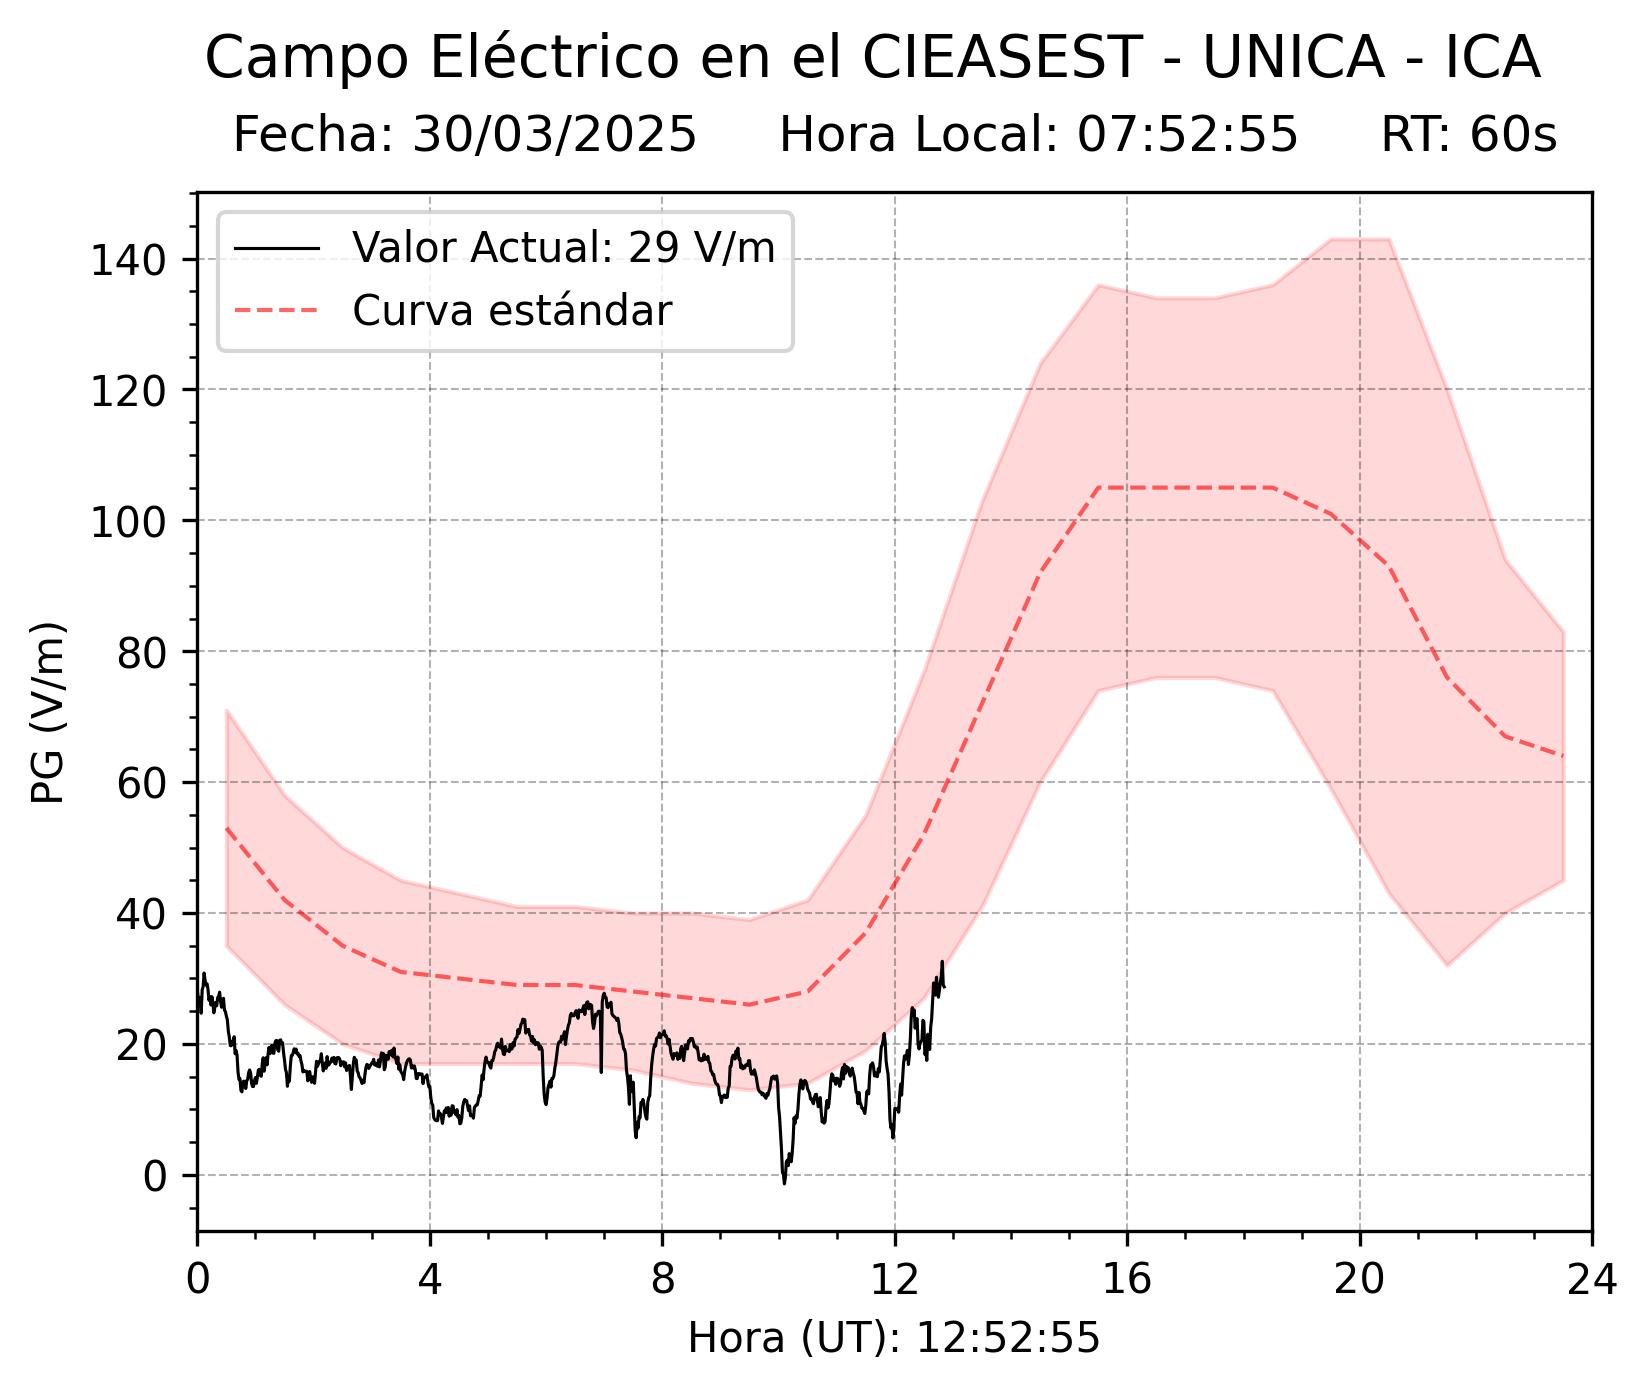 Campo Eléctrico en el CIEASEST - UNICA - ICA
Fecha: 30/03/2025 Hora Local: 07:52:55 RT: 60s
Valor Actual: 29 V/m
Curva estándar
140
120
100
80
60
40
20
0
PG (V/m)
0 4 8 12 16 20 24
Hora (UT): 12:52:55